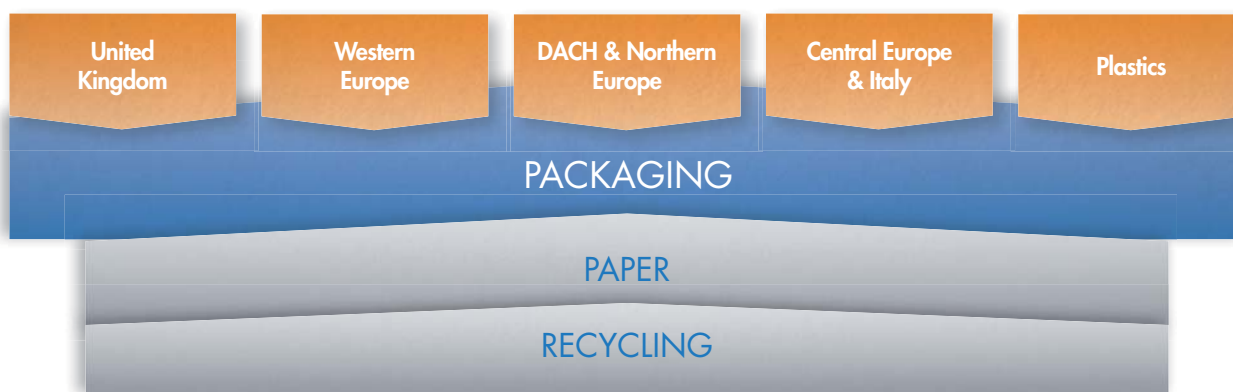 United
Kingdom
Western
Europe
DACH & Northern
Europe
Central Europe
& Italy
Plastics
PACKAGING
PAPER
RECYCLING